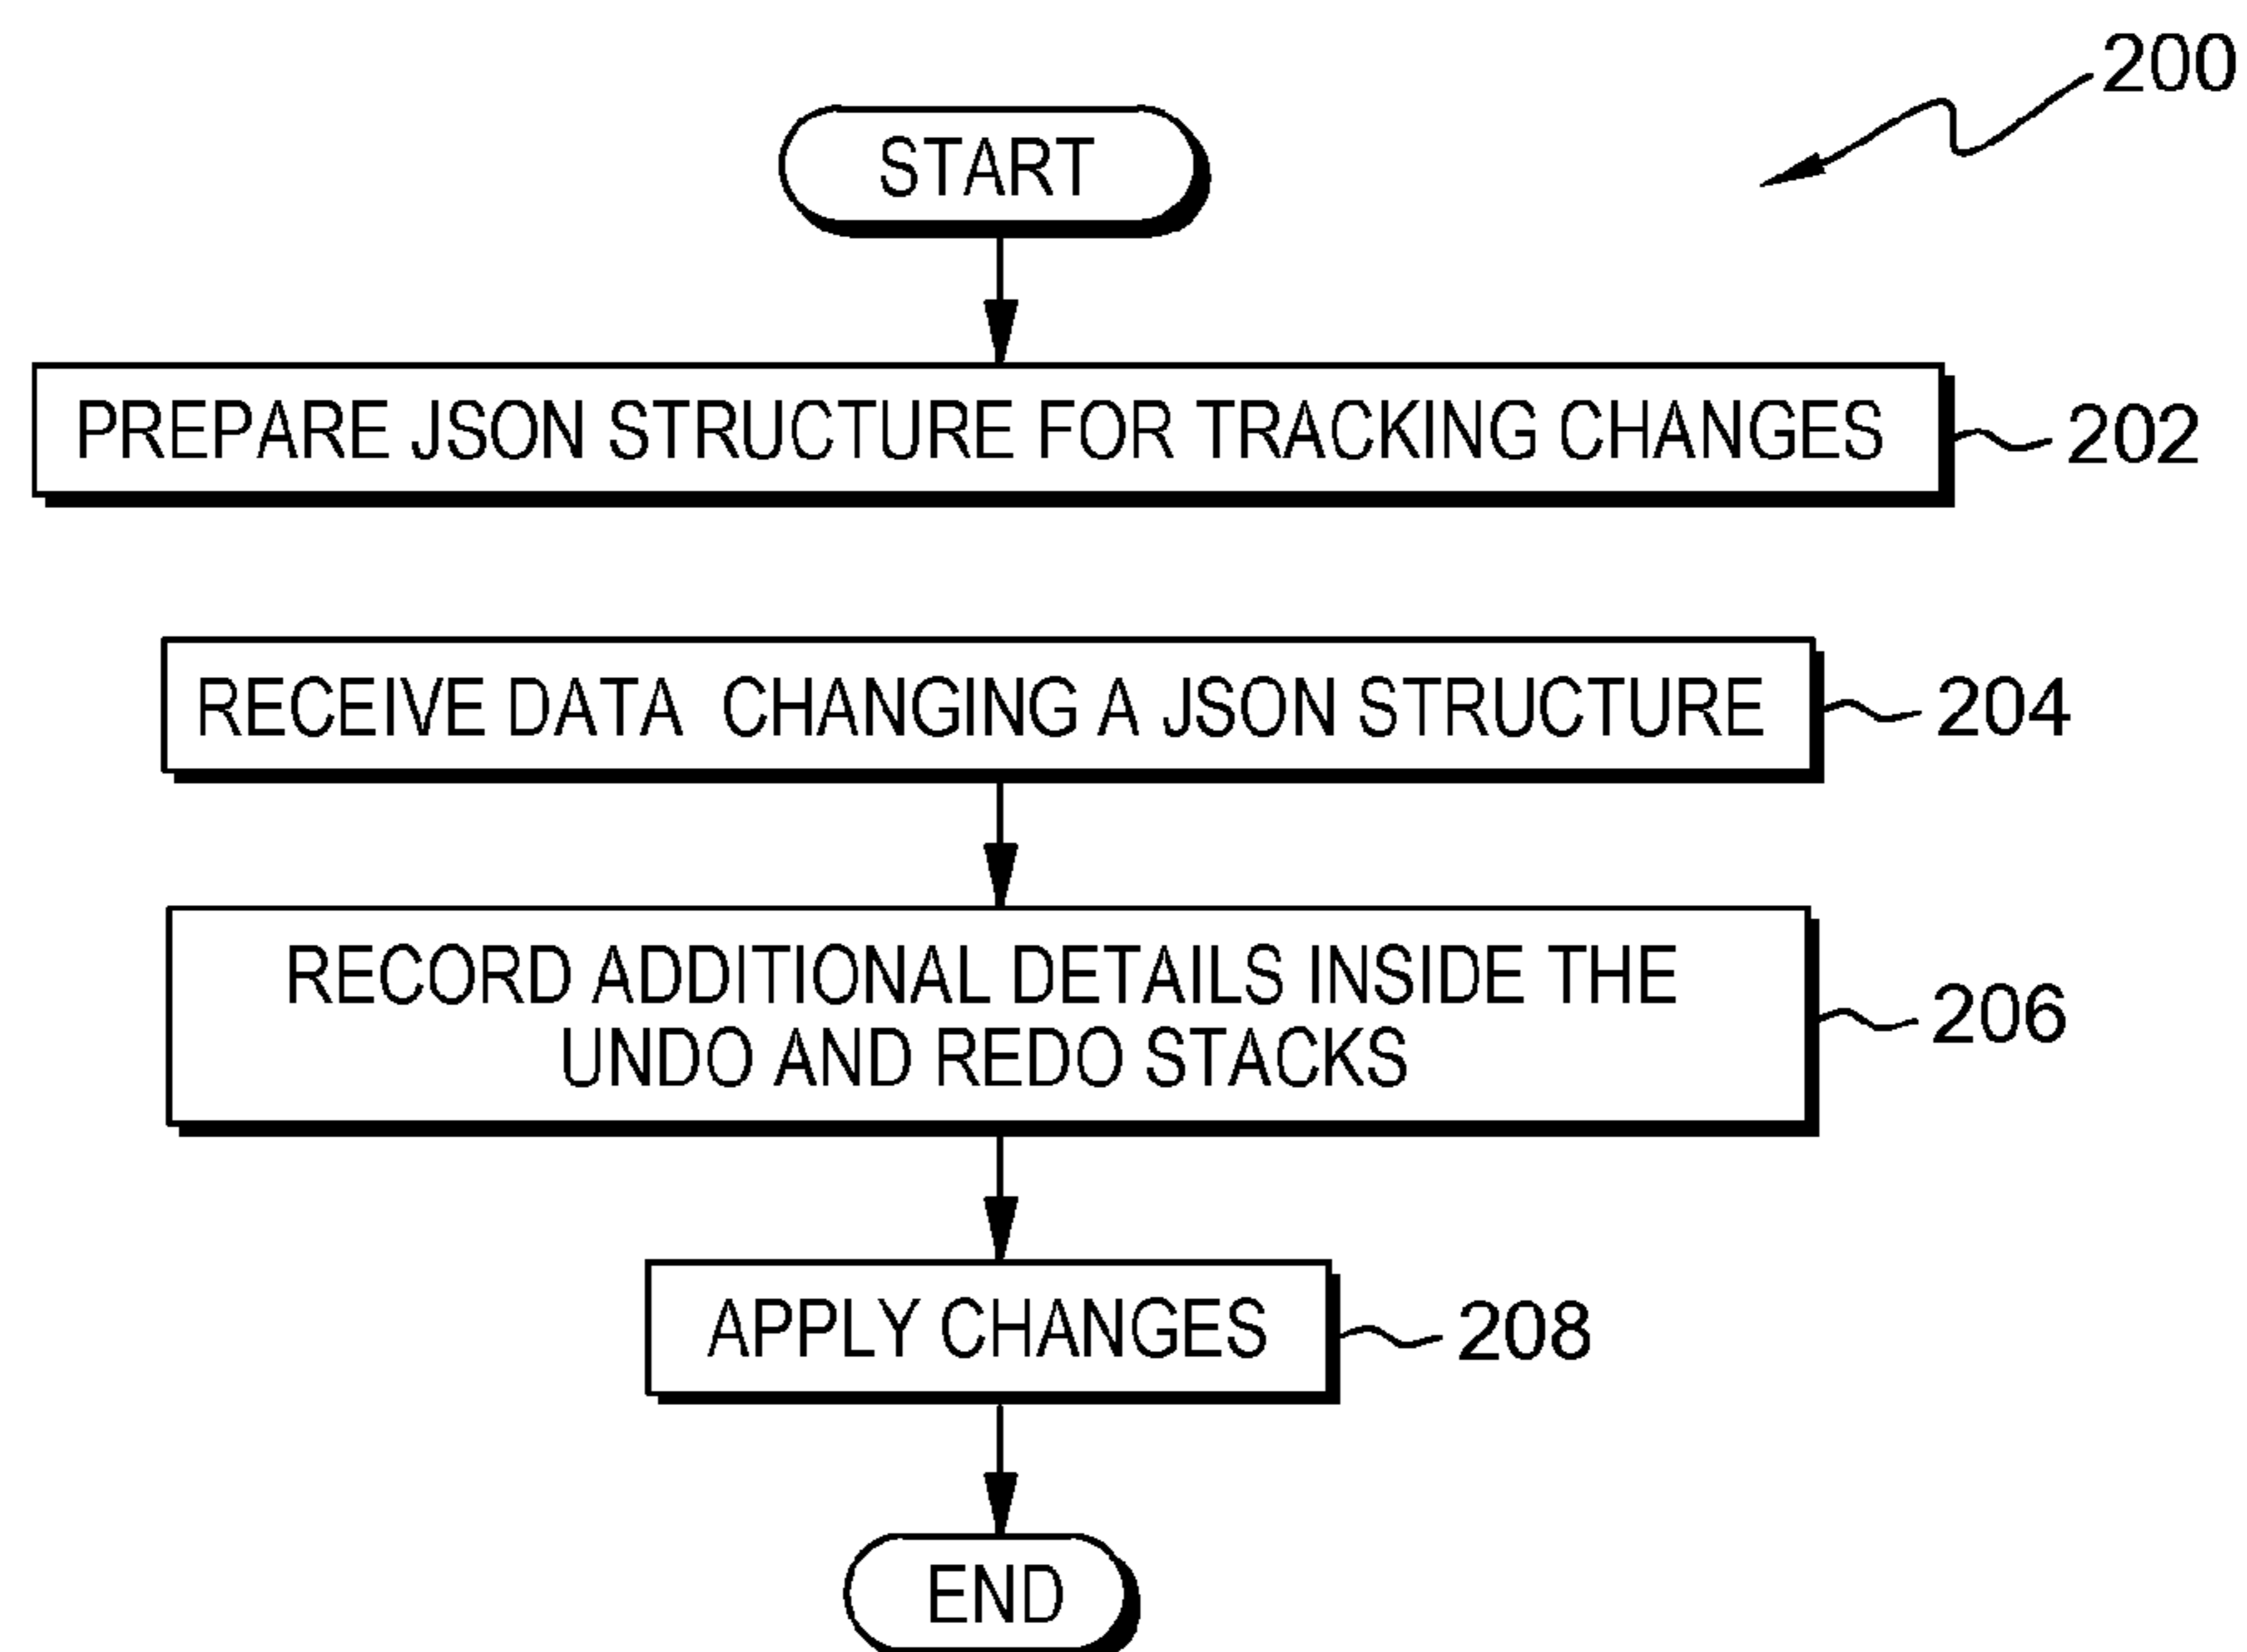 200
START
PREPARE JSON STRUCTURE FOR TRACKING CHANGES
202
RECEIVE DATA CHANGING A JSON STRUCTURE
204
RECORD ADDITIONAL DETAILS INSIDE THE
UNDO AND REDO STACKS
206
APPLY CHANGES
208
END